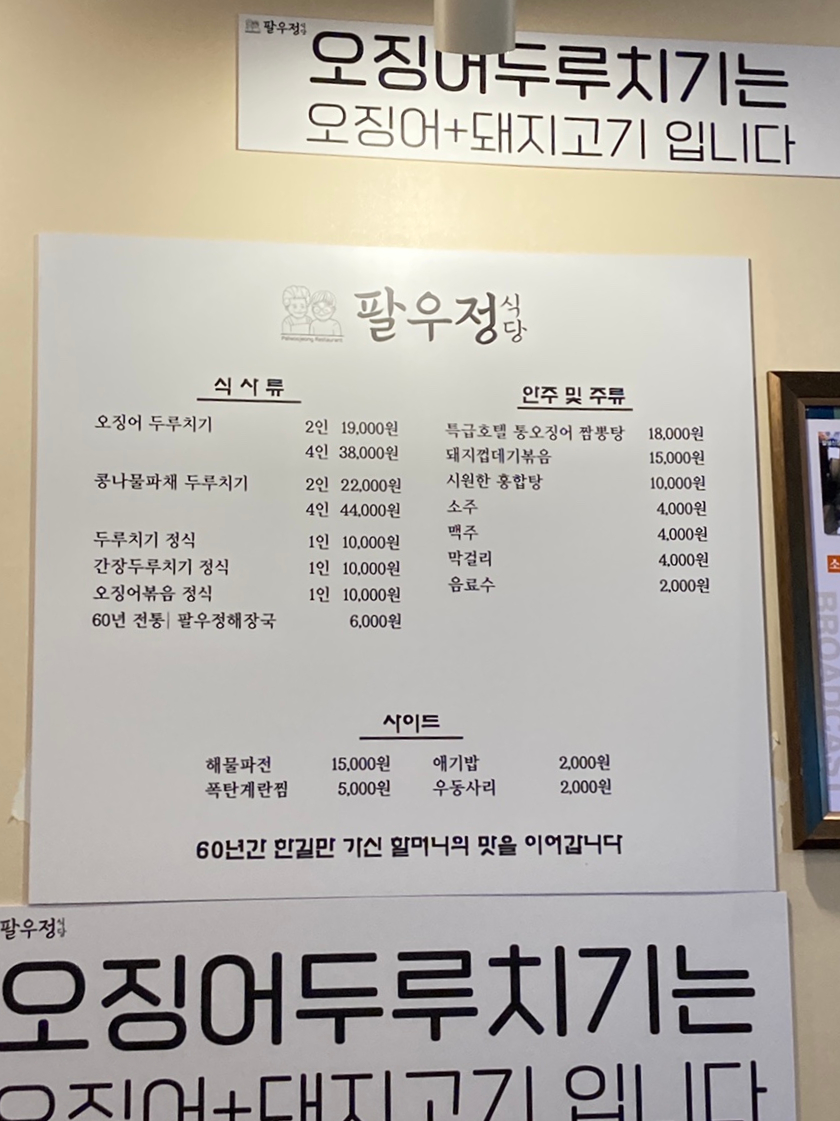 팔우정식당
오징어두루치기는
오징어+돼지고기 입니다
팔우정식당
식사류
오징어 두루치기 2인 19,000원
4인 38,000원
콩나물파채 두루치기 2인 22,000원
4인 44,000원
두루치기 정식 1인 10,000원
간장두루치기 정식 1인 10,000원
오징어볶음 정식 1인 10,000원
60년 전통| 팔우정해장국 6,000원
안주 및 주류
특급호텔 통오징어 짬뽕탕 18,000원
돼지껍데기볶음 15,000원
시원한 홍합탕 10,000원
소주 4,000원
맥주 4,000원
막걸리 4,000원
음료수 2,000원
사이드
해물파전 15,000원 애기밥 2,000원
폭탄계란찜 5,000원 우동사리 2,000원
60년간 한길만 가신 할머니의 맛을 이어갑니다
팔우정식당
오징어두루치기는
오징어+돼지고기 입니다